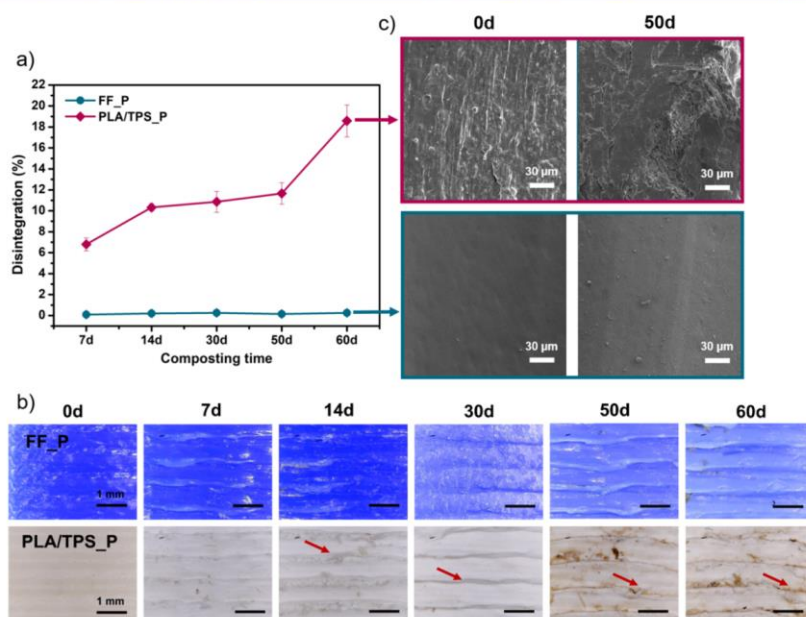 a)
22
20
18
16
14
12
10
8
6
4
2
0
Disintegration (%)
FF_P
PLA/TPS_P
7d 14d 30d 50d 60d
Composting time
c)
0d 50d
30 µm 30 µm
30 µm 30 µm
b)
0d 7d 14d 30d 50d 60d
FF_P
1 mm
PLA/TPS_P
1 mm